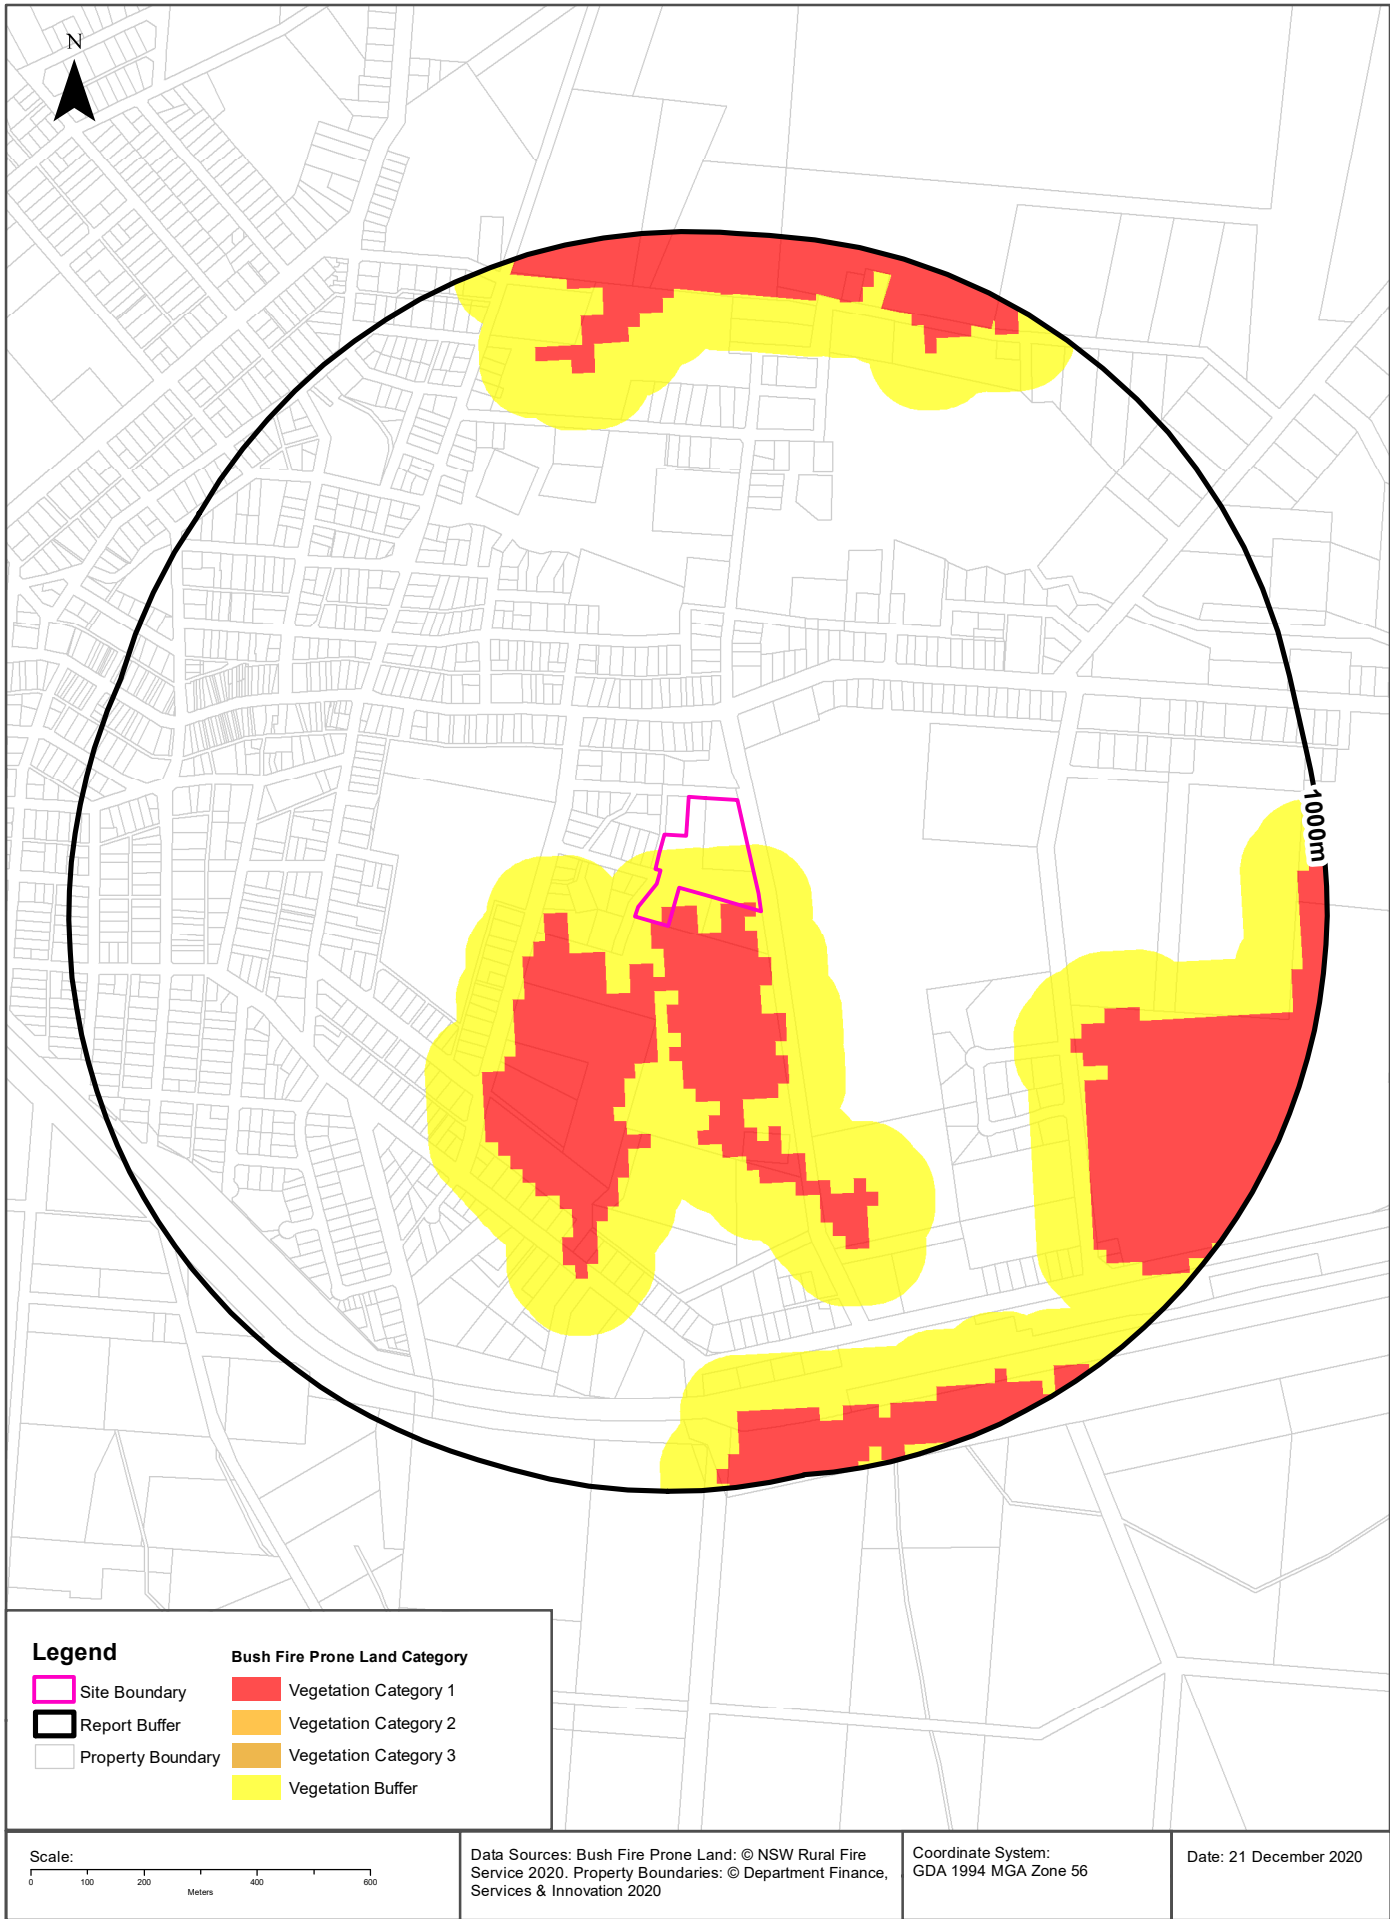 N
1000m
Legend
Site Boundary
Report Buffer
Property Boundary
Bush Fire Prone Land Category
Vegetation Category 1
Vegetation Category 2
Vegetation Category 3
Vegetation Buffer
Scale:
0 100 200 400 600
Meters
Data Sources: Bush Fire Prone Land: © NSW Rural Fire
Service 2020. Property Boundaries: © Department Finance,
Services & Innovation 2020
Coordinate System:
GDA 1994 MGA Zone 56
Date: 21 December 2020